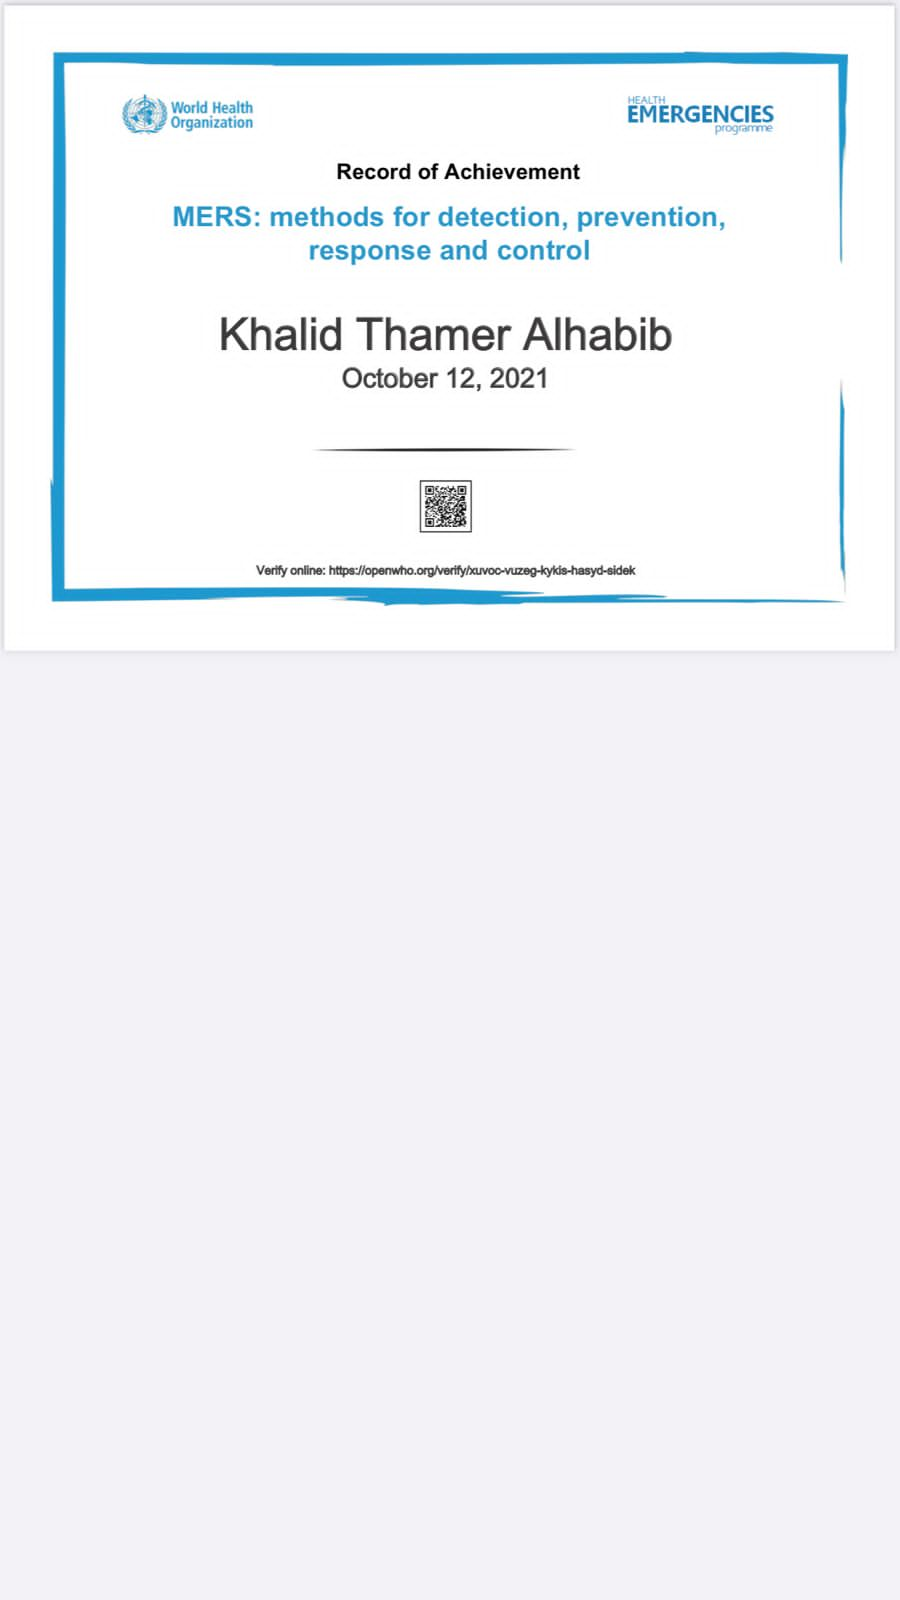 World Health
Organization
HEALTH
EMERGENCIES
programme
Record of Achievement
MERS: methods for detection, prevention,
response and control
Khalid Thamer Alhabib
October 12, 2021
Verify online: https://openwho.org/verify/xuvoc-vuzeg-kykis-hasyd-sidek